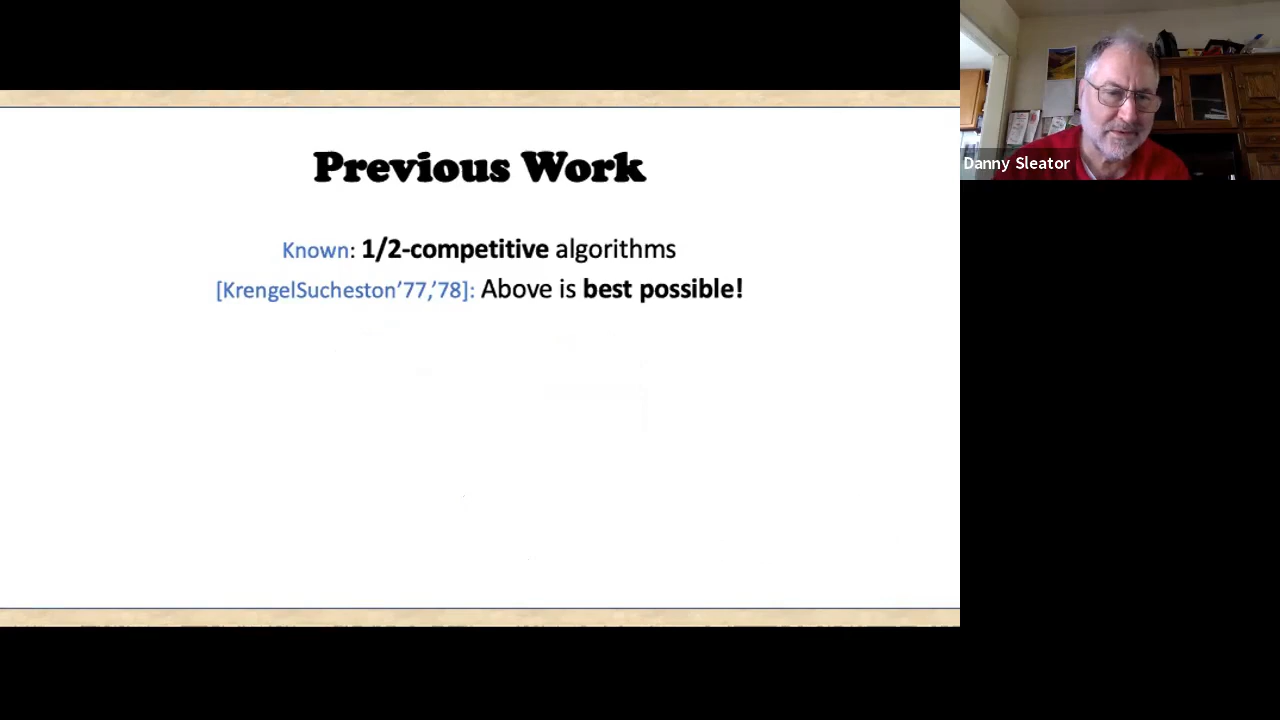 Previous Work
Known: 1/2-competitive algorithms
[KrengelSucheston’77,’78]: Above is best possible!
Danny Sleator